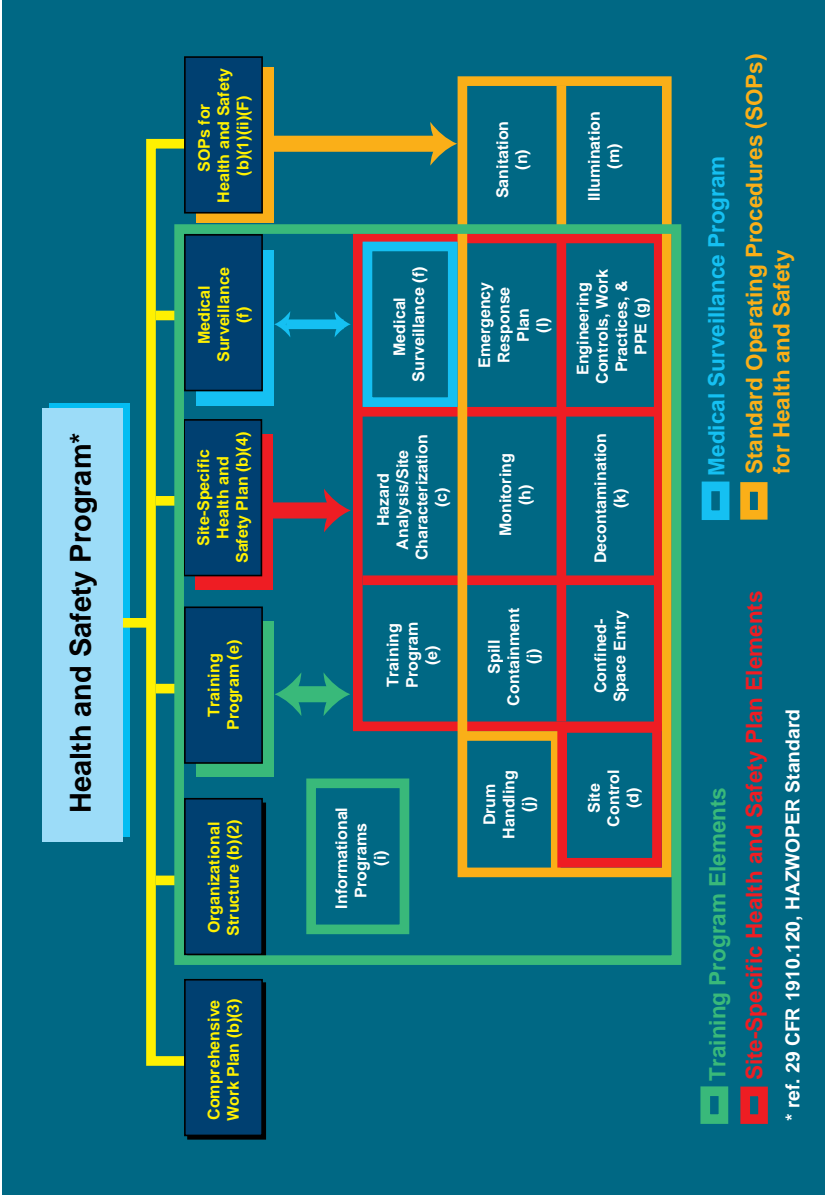 Health and Safety Program*
Comprehensive
Work Plan (b)(3)
Organizational
Structure (b)(2)
Training
Program (e)
Site-Specific
Health and
Safety Plan (b)(4)
Medical
Surveillance
(f)
SOPs for
Health and Safety
(b)(1)(ii)(F)
Informational
Programs
(i)
Training
Program
(e)
Hazard
Analysis/Site
Characterization
(c)
Medical
Surveillance (f)
Drum
Handling
(j)
Spill
Containment
(j)
Monitoring
(h)
Emergency
Response
Plan
(l)
Sanitation
(n)
Site
Control
(d)
Confined-
Space Entry
Decontamination
(k)
Engineering
Controls, Work
Practices, &
PPE (g)
Illumination
(m)
Training Program Elements
Site-Specific Health and Safety Plan Elements
Medical Surveillance Program
Standard Operating Procedures (SOPs)
for Health and Safety
* ref. 29 CFR 1910.120, HAZWOPER Standard